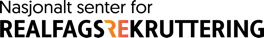 Nasjonalt senter for
REALFAGSREKRUTTERING